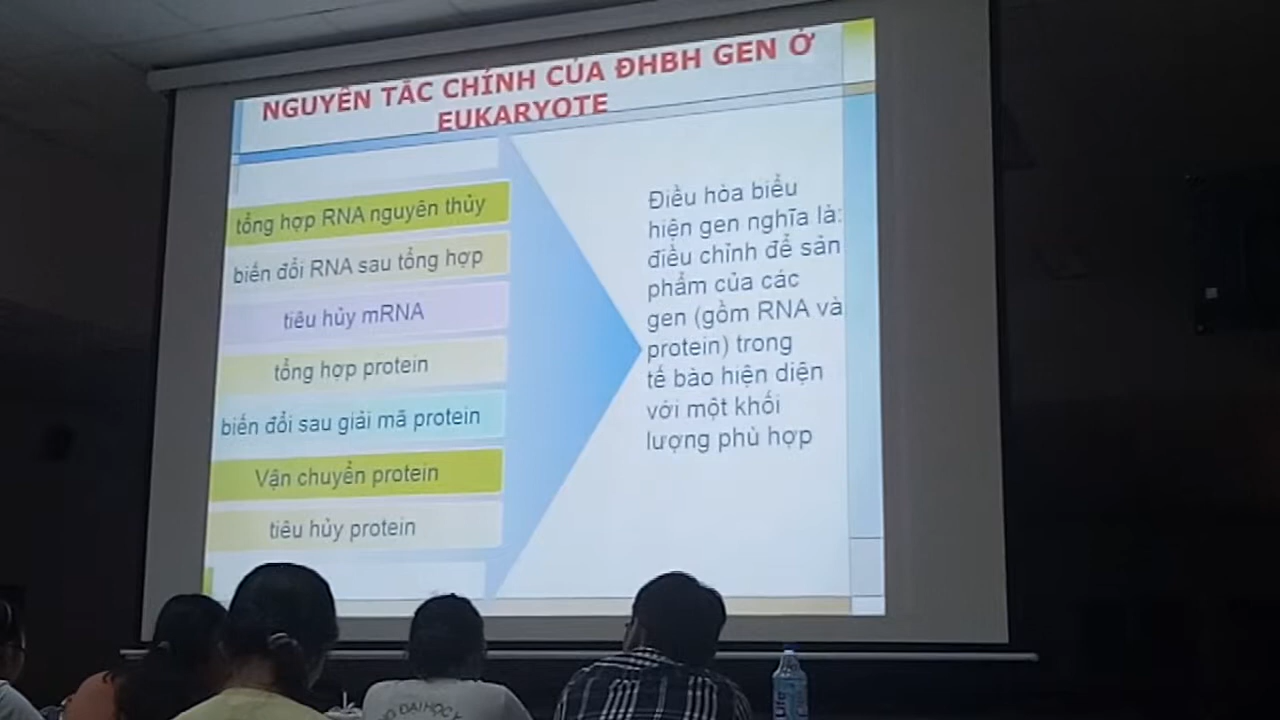 NGUYÊN TẮC CHÍNH CỦA ĐHBH GEN Ở
EUKARYOTE
tổng hợp RNA nguyên thủy
biến đổi RNA sau tổng hợp
tiêu hủy mRNA
tổng hợp protein
biến đổi sau giải mã protein
Vận chuyển protein
tiêu hủy protein
Điều hòa biểu
hiện gen nghĩa là:
điều chỉnh để sản
phẩm của các
gen (gồm RNA và
protein) trong
tế bào hiện diện
với một khối
lượng phù hợp
ĐẠI HỌC